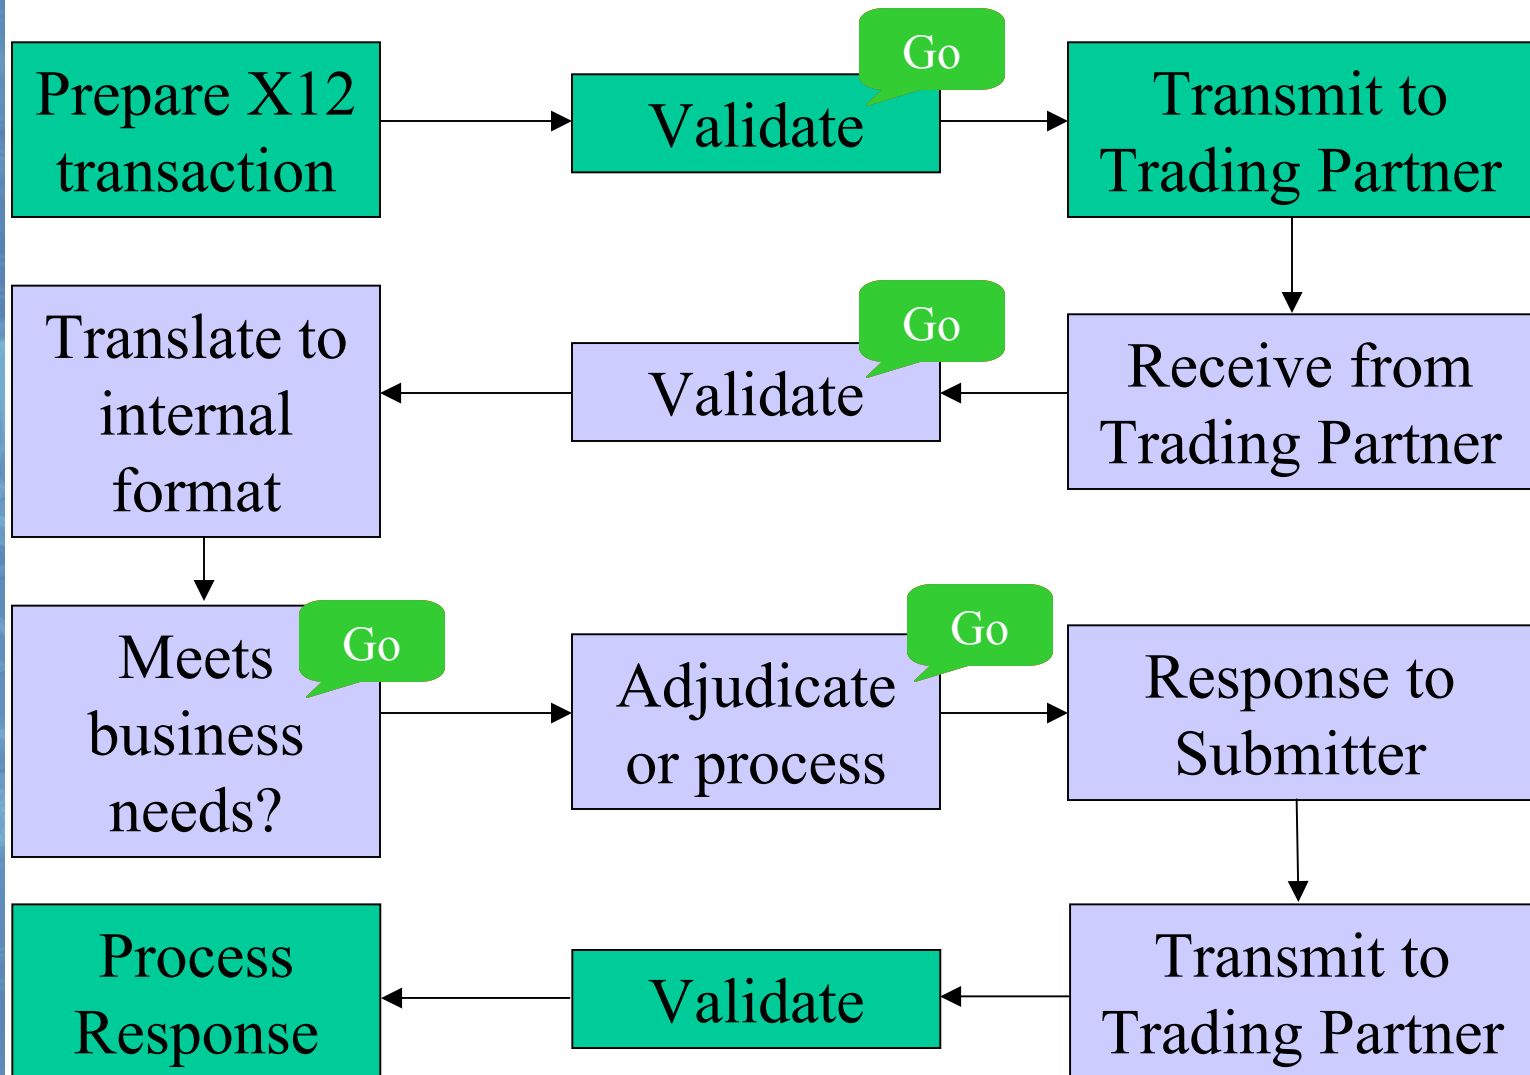 Prepare X12
transaction
Validate
Go
Transmit to
Trading Partner
Receive from
Trading Partner
Validate
Go
Translate to
internal
format
Meets
business
needs?
Go
Adjudicate
or process
Go
Response to
Submitter
Transmit to
Trading Partner
Validate
Process
Response